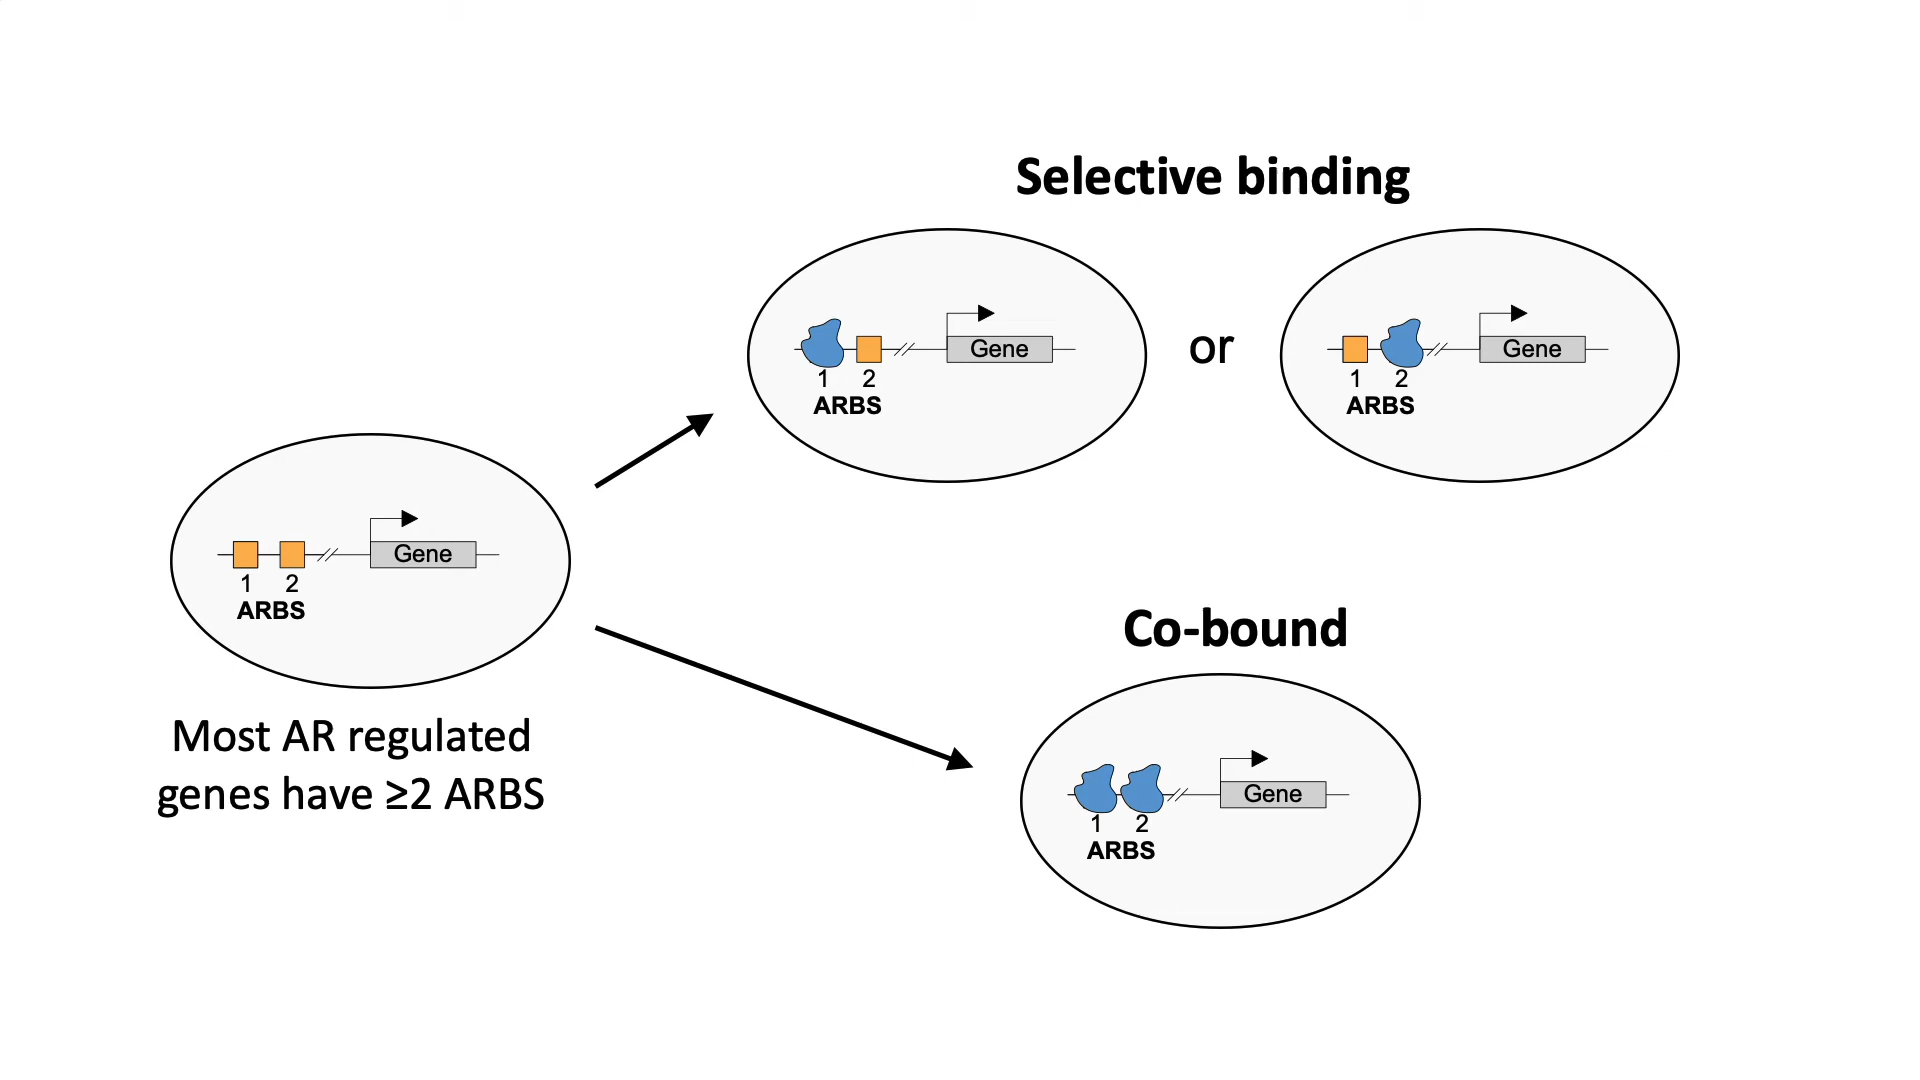 Selective binding
Gene
1 2
ARBS
or
Gene
1 2
ARBS
Gene
1 2
ARBS
Most AR regulated
genes have ≥2 ARBS
Co-bound
Gene
1 2
ARBS